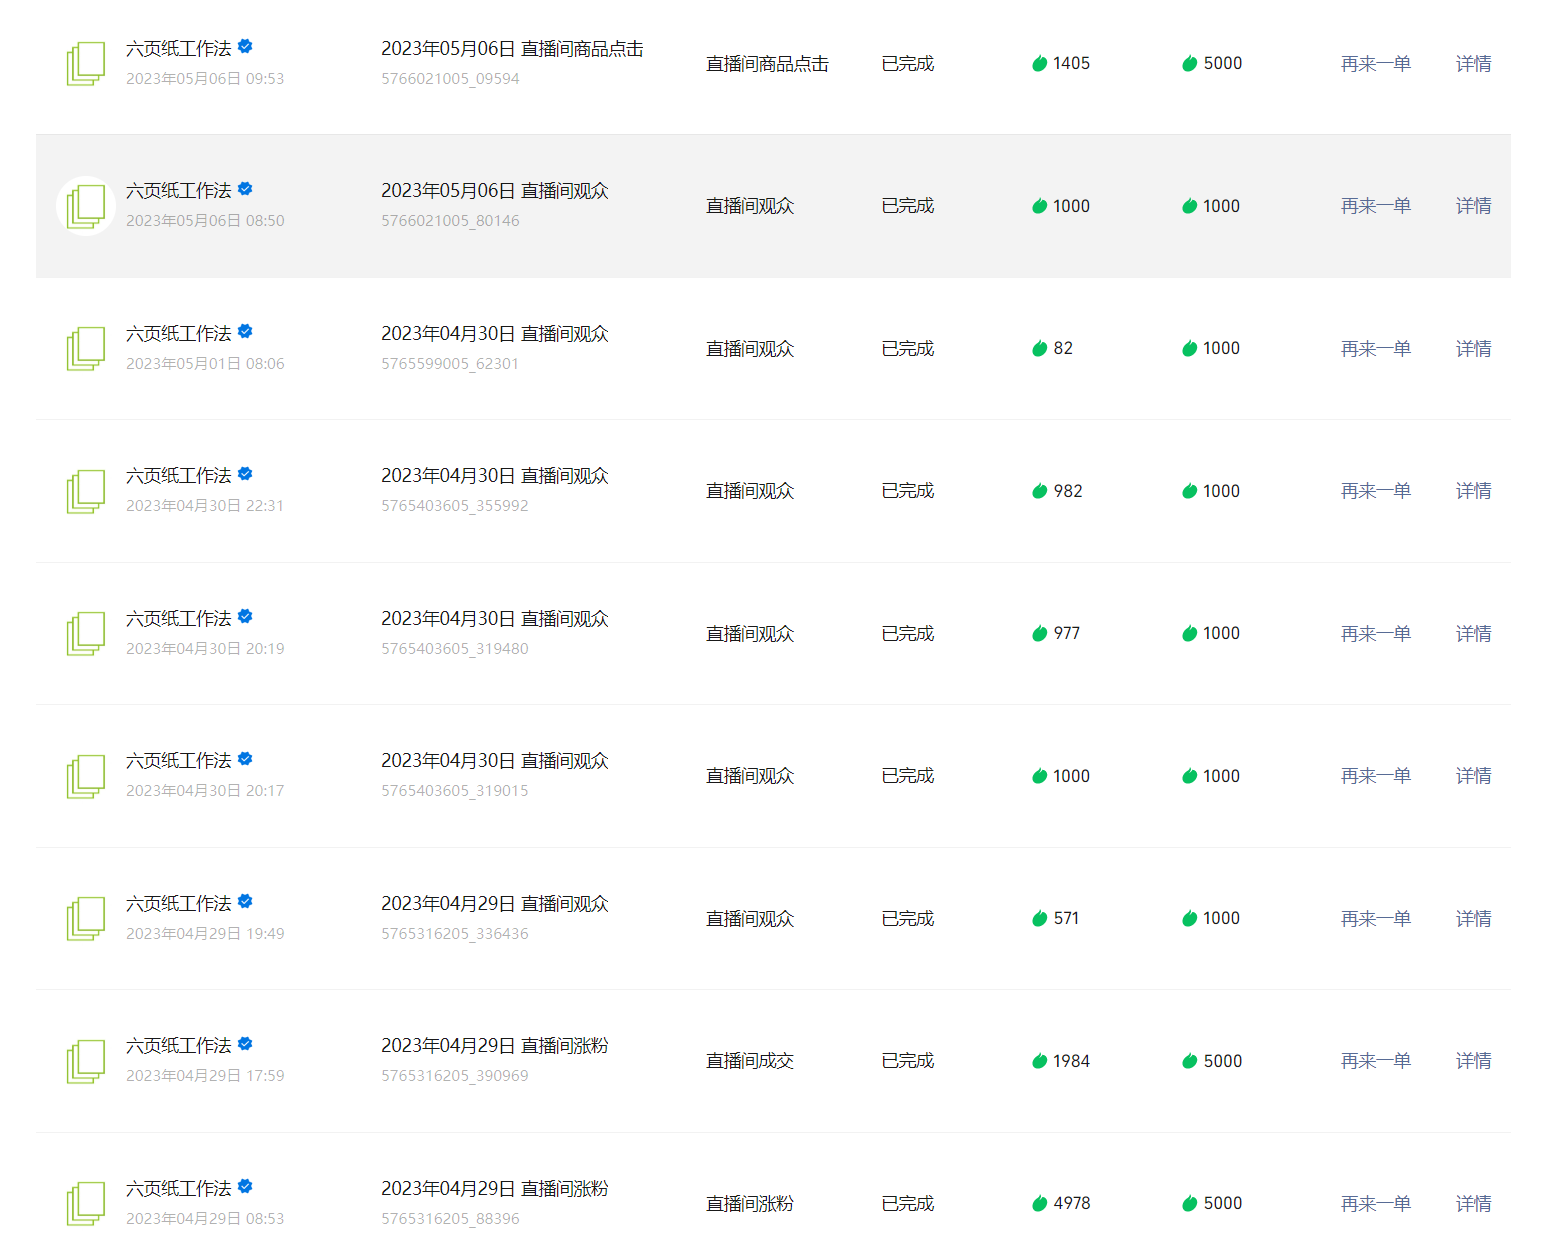 六页纸工作法
2023年05月06日 09:53
2023年05月06日 直播间商品点击
5766021005_09594
直播间商品点击
已完成
1405
5000
再来一单
详情
六页纸工作法
2023年05月06日 08:50
2023年05月06日 直播间观众
5766021005_80146
直播间观众
已完成
1000
1000
再来一单
详情
六页纸工作法
2023年05月01日 08:06
2023年04月30日 直播间观众
5765599005_62301
直播间观众
已完成
82
1000
再来一单
详情
六页纸工作法
2023年04月30日 22:31
2023年04月30日 直播间观众
5765403605_355992
直播间观众
已完成
982
1000
再来一单
详情
六页纸工作法
2023年04月30日 20:19
2023年04月30日 直播间观众
5765403605_319480
直播间观众
已完成
977
1000
再来一单
详情
六页纸工作法
2023年04月30日 20:17
2023年04月30日 直播间观众
5765403605_319015
直播间观众
已完成
1000
1000
再来一单
详情
六页纸工作法
2023年04月29日 19:49
2023年04月29日 直播间观众
5765316205_336436
直播间观众
已完成
571
1000
再来一单
详情
六页纸工作法
2023年04月29日 17:59
2023年04月29日 直播间涨粉
5765316205_390969
直播间成交
已完成
1984
5000
再来一单
详情
六页纸工作法
2023年04月29日 08:53
2023年04月29日 直播间涨粉
5765316205_88396
直播间涨粉
已完成
4978
5000
再来一单
详情